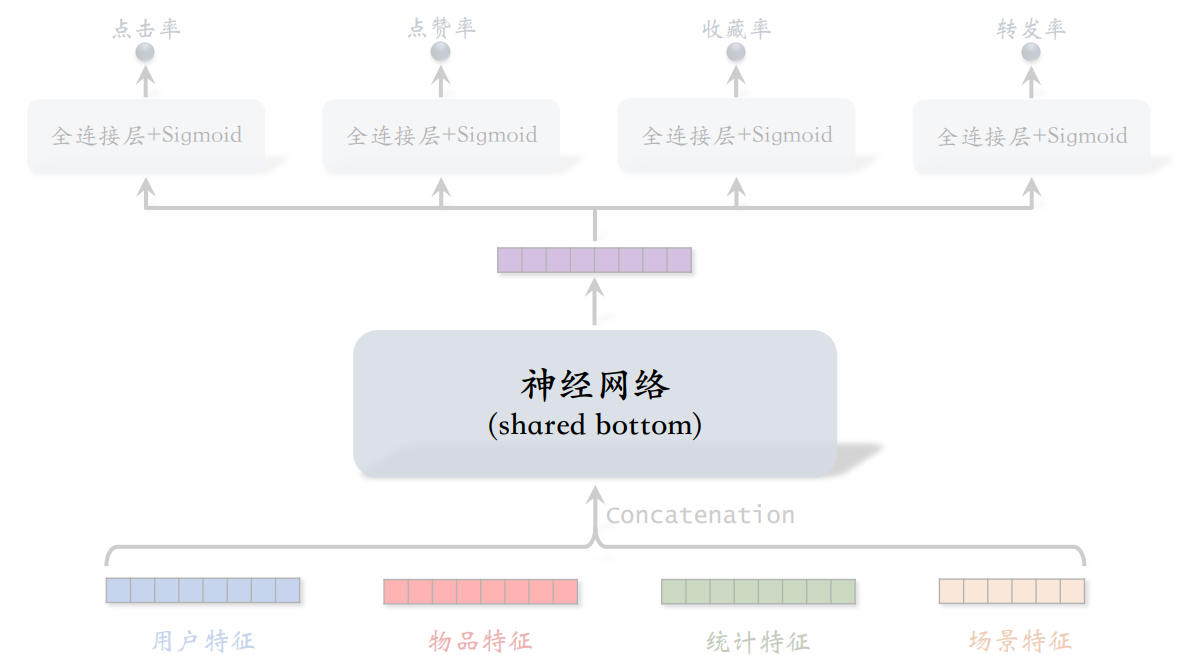 点击率
点赞率
收藏率
转发率
全连接层+Sigmoid
全连接层+Sigmoid
全连接层+Sigmoid
全连接层+Sigmoid
神经网络
(shared bottom)
Concatenation
用户特征
物品特征
统计特征
场景特征